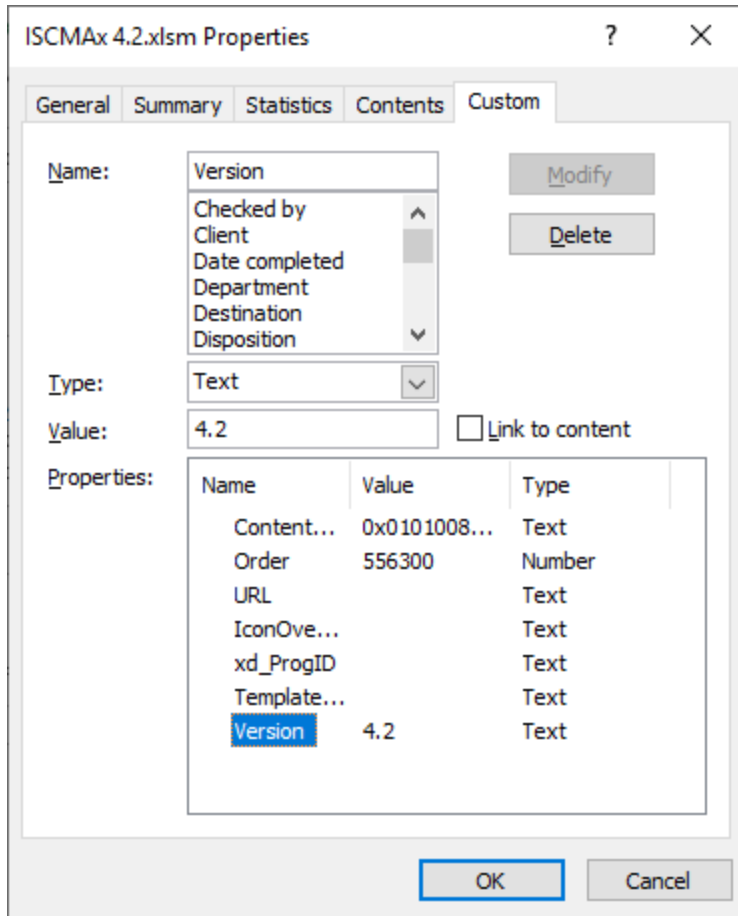 ISCMAx 4.2.xlsm Properties ? X
General Summary Statistics Contents Custom
Name: Version Modify
Checked by
Client
Date completed
Department
Destination
Disposition
Delete
Type: Text
Value: 4.2 Link to content
Properties:
Name Value Type
Content... 0x0101008... Text
Order 556300 Number
URL Text
IconOve... Text
xd_ProgID Text
Template... Text
Version 4.2 Text
OK Cancel